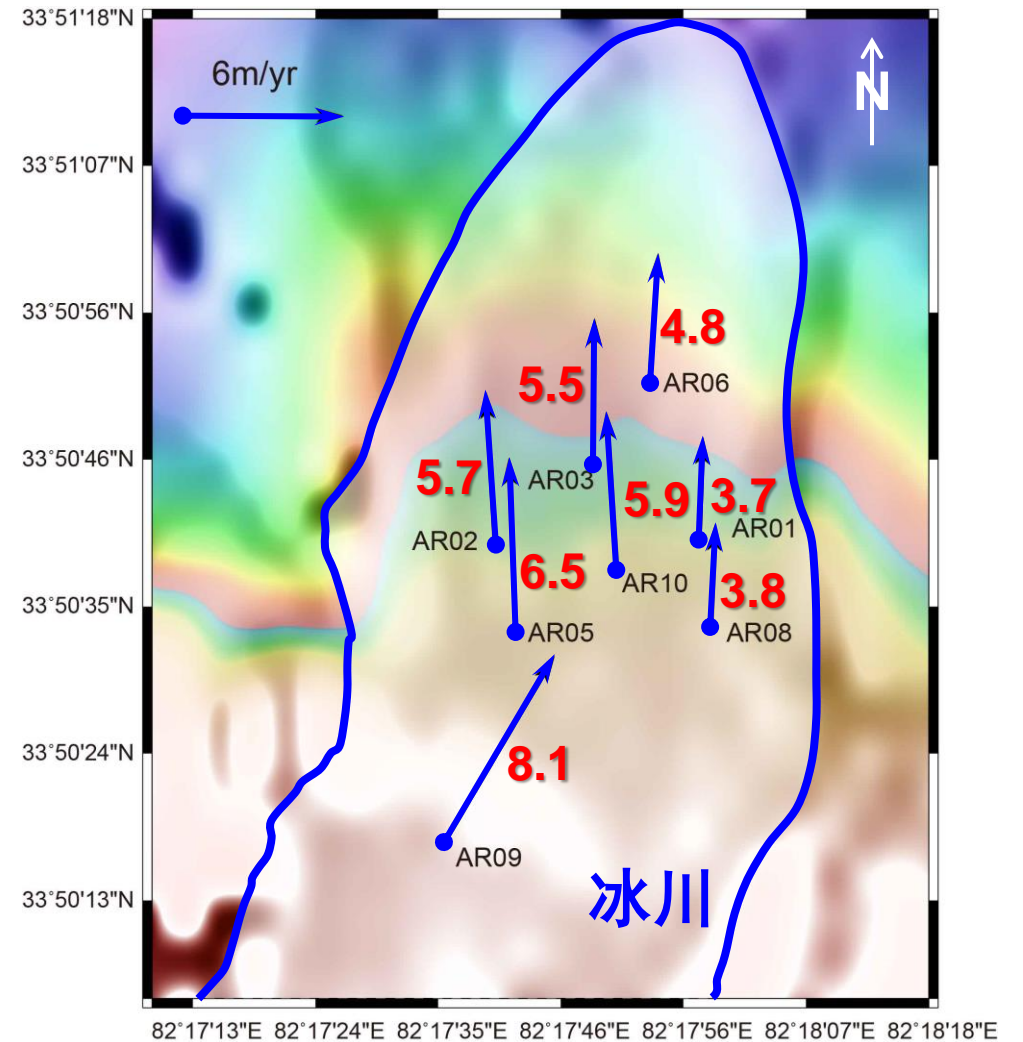 33°51'18"N
6m/yr
N
33°51'07"N
33°50'56"N
4.8
AR06
5.5
33°50'46"N
AR03
5.7
5.9
3.7
AR01
AR02
6.5
AR10
3.8
33°50'35"N
AR05
AR08
33°50'24"N
8.1
AR09
33°50'13"N
冰川
82°17'13"E 82°17'24"E 82°17'35"E 82°17'46"E 82°17'56"E 82°18'07"E 82°18'18"E